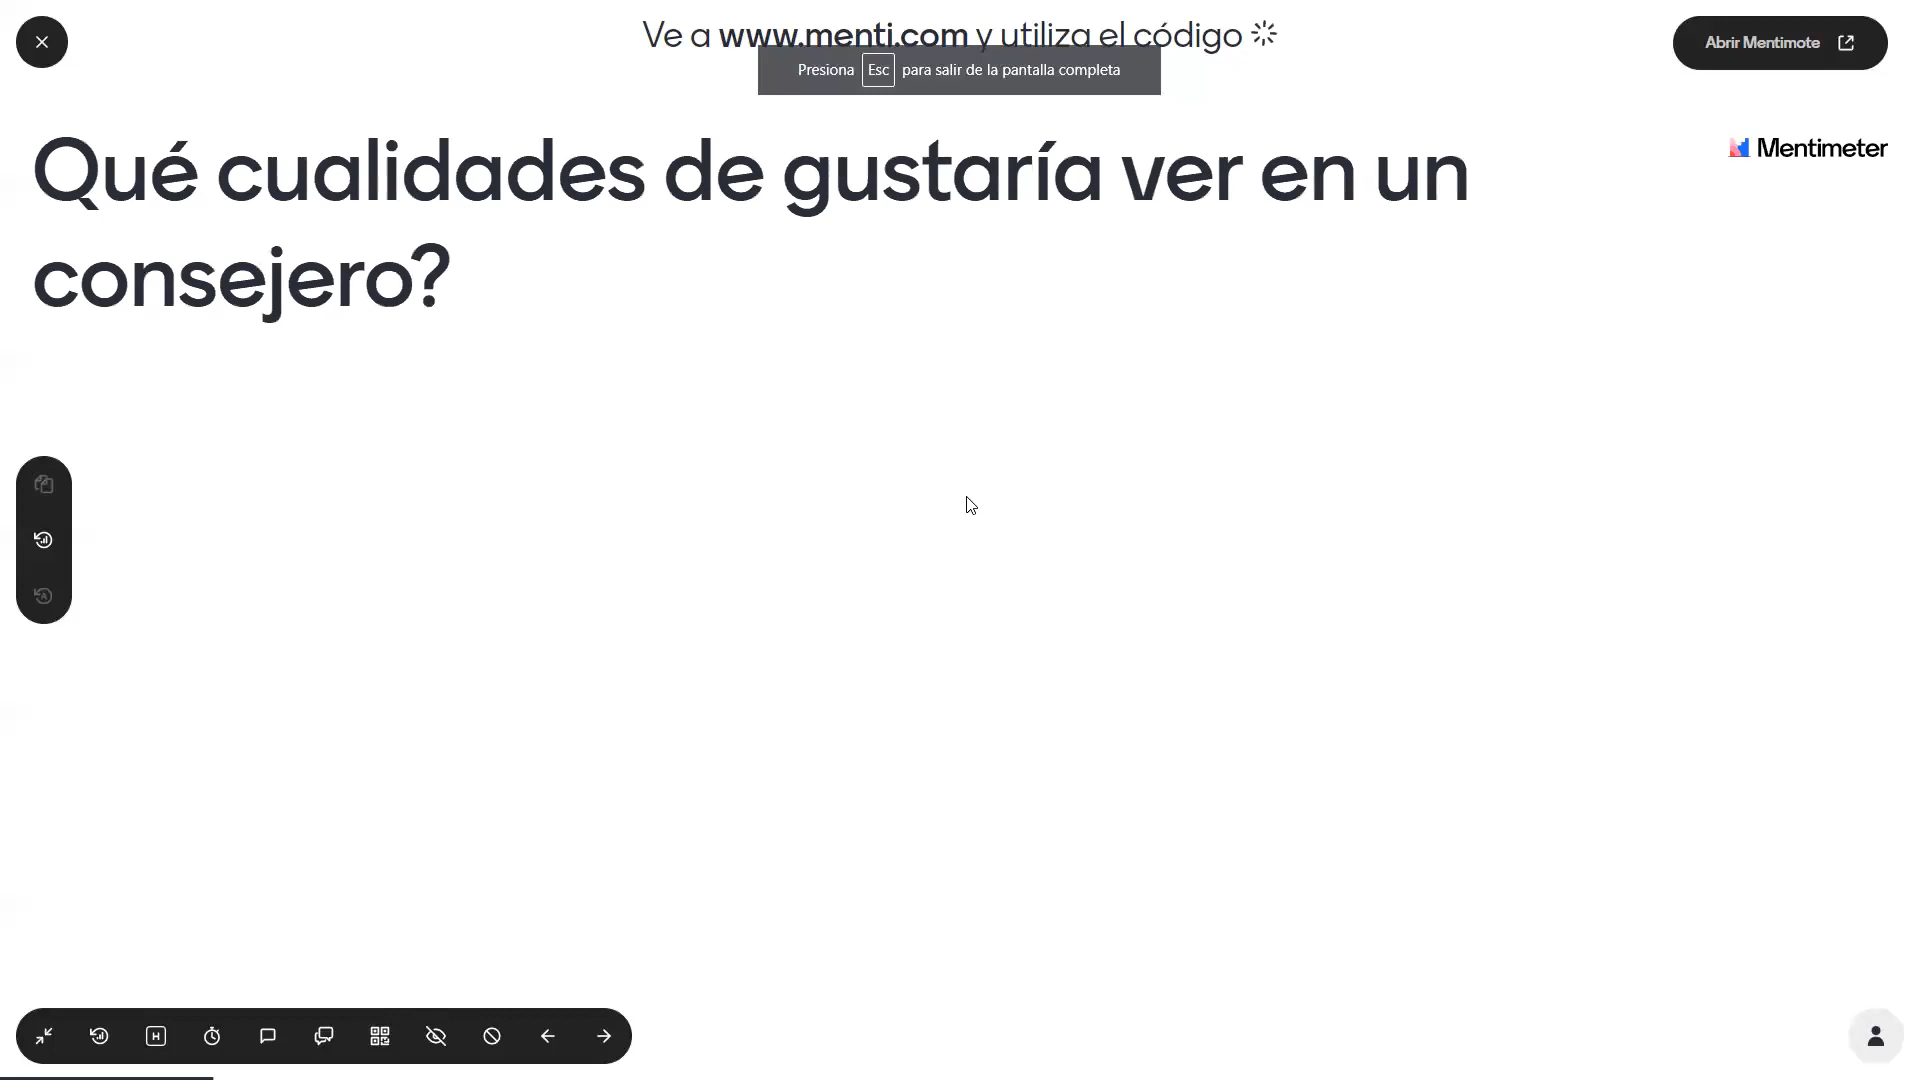 Ve a www.menti.com y utiliza el código
Abrir Mentimote
Presiona Esc para salir de la pantalla completa
Mentimeter
Qué cualidades de gustaría ver en un
consejero?
H